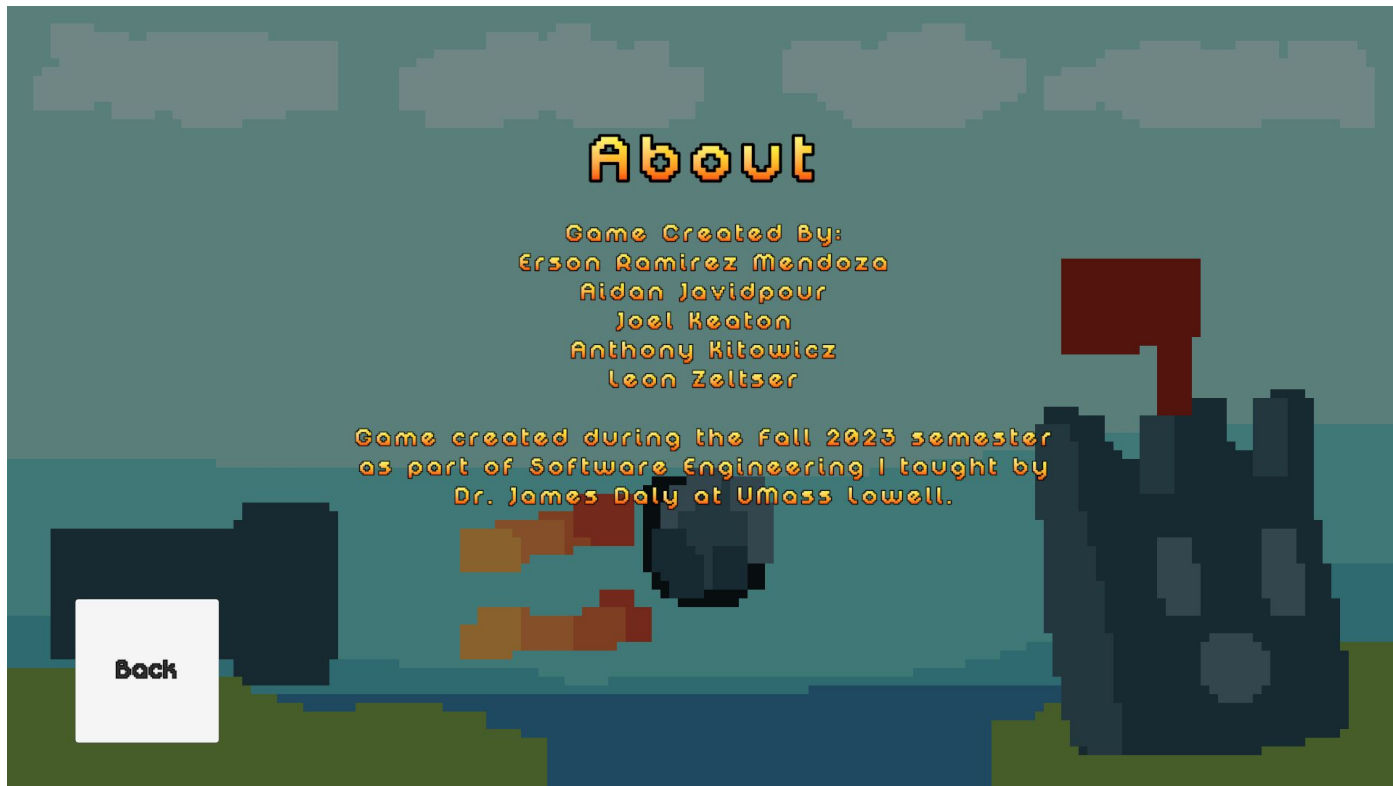 About
Game Created By:
Erson Ramirez Mendoza
Aidan Javidpour
Joel Keaton
Anthony Kitowicz
Leon Zeltser
Game created during the Fall 2023 semester
as part of Software Engineering I taught by
Dr. James Daly at UMass Lowell.
Back